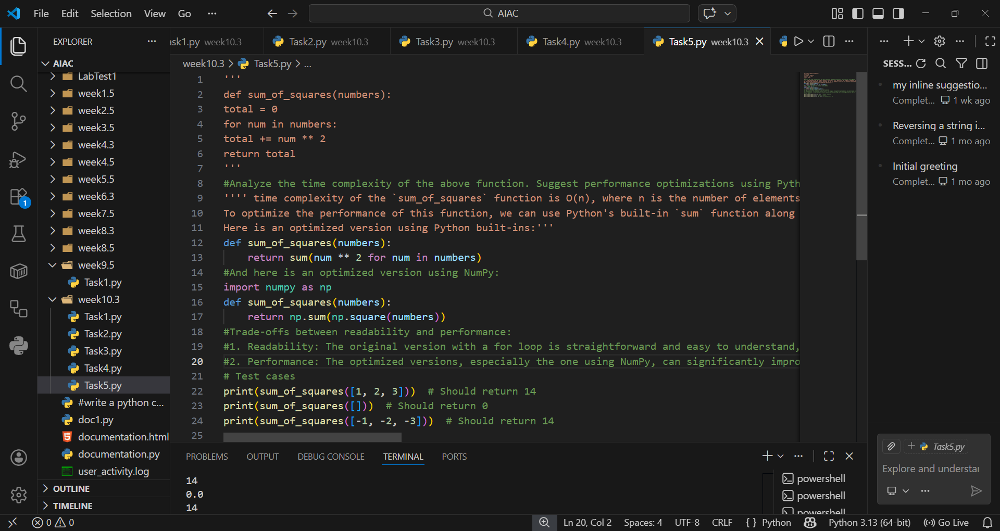 File Edit Selection View Go ··· AIAC
EXPLORER ···
AIAC
LabTest1
week1.5
week2.5
week3.5
week4.3
week4.5
week5.5
week6.3
week7.5
week8.3
week8.5
week9.5
Task1.py
week10.3
Task1.py
Task2.py
Task3.py
Task4.py
Task5.py
#write a python c...
doc1.py
documentation.html
documentation.py
user_activity.log
OUTLINE
TIMELINE
1
sk1.py week10.3 Task2.py week10.3 Task3.py week10.3 Task4.py week10.3 Task5.py week10.3
week10.3 > Task5.py > ...
1 '''
2 def sum_of_squares(numbers):
3 total = 0
4 for num in numbers:
5 total += num ** 2
6 return total
7 '''
8 #Analyze the time complexity of the above function. Suggest performance optimizations using Pyth
9 '''' time complexity of the `sum_of_squares` function is O(n), where n is the number of elements
10 To optimize the performance of this function, we can use Python's built-in `sum` function along
11 Here is an optimized version using Python built-ins:'''
12 def sum_of_squares(numbers):
13 return sum(num ** 2 for num in numbers)
14 #And here is an optimized version using NumPy:
15 import numpy as np
16 def sum_of_squares(numbers):
17 return np.sum(np.square(numbers))
18 #Trade-offs between readability and performance:
19 #1. Readability: The original version with a for loop is straightforward and easy to understand,
20 #2. Performance: The optimized versions, especially the one using NumPy, can significantly impro
21 # Test cases
22 print(sum_of_squares([1, 2, 3])) # Should return 14
23 print(sum_of_squares([])) # Should return 0
24 print(sum_of_squares([-1, -2, -3])) # Should return 14
25
PROBLEMS OUTPUT DEBUG CONSOLE TERMINAL PORTS
14
0.0
14
powershell
powershell
powershell
SESS...
my inline suggestio...
Complet... 1 wk ago
Reversing a string i...
Complet... 1 mo ago
Initial greeting
Complet... 1 mo ago
Task5.py
Explore and understa
0 0 Ln 20, Col 2 Spaces: 4 UTF-8 CRLF { } Python Python 3.13 (64-bit) Go Live